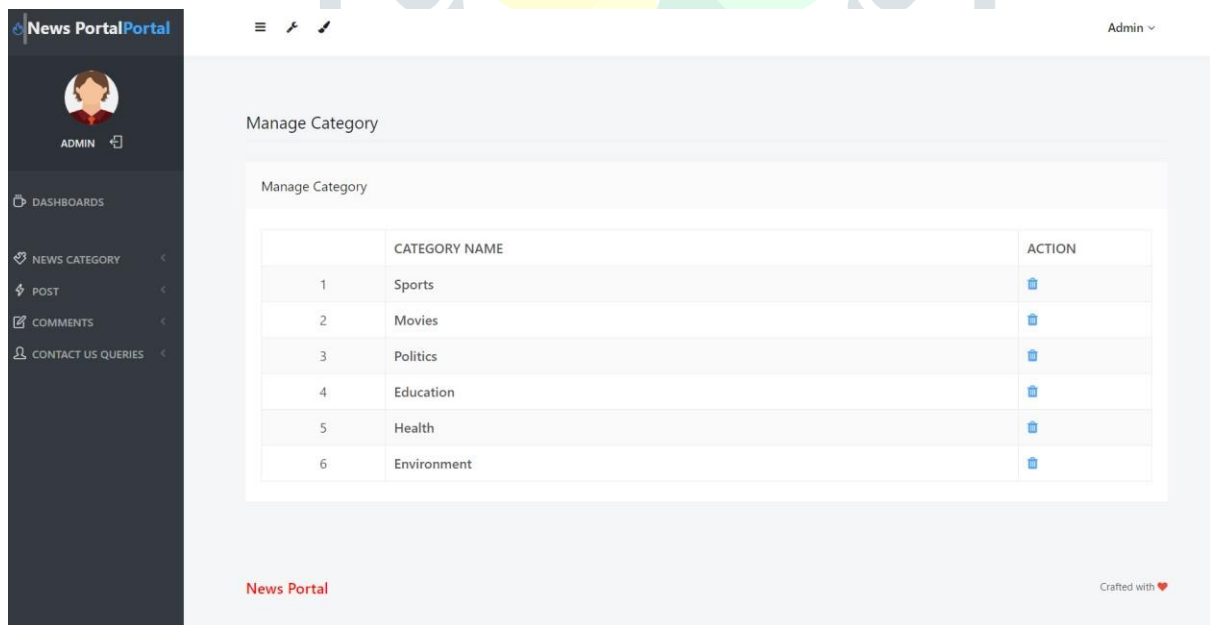 News PortalPortal
Admin
ADMIN
DASHBOARDS
NEWS CATEGORY
POST
COMMENTS
CONTACT US QUERIES
Manage Category
Manage Category
CATEGORY NAME ACTION
1 Sports
2 Movies
3 Politics
4 Education
5 Health
6 Environment
News Portal
Crafted with